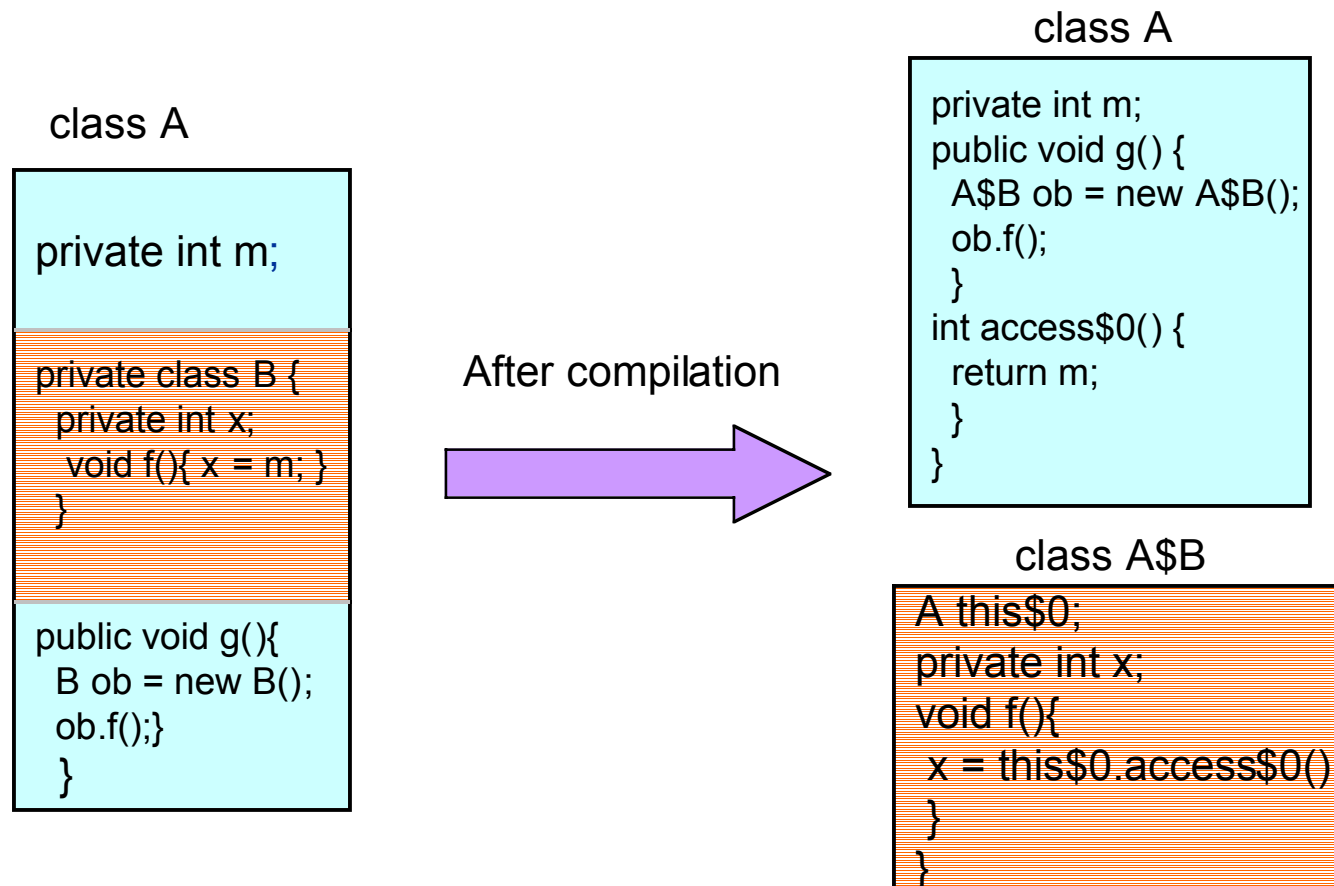 class A
private int m;
private class B {
private int x;
void f(){ x = m; }
}
public void g(){
B ob = new B();
ob.f();}
}
After compilation
class A
private int m;
public void g() {
A$B ob = new A$B();
ob.f();
}
int access$0() {
return m;
}
}
class A$B
A this$0;
private int x;
void f(){
x = this$0.access$0()
}
}